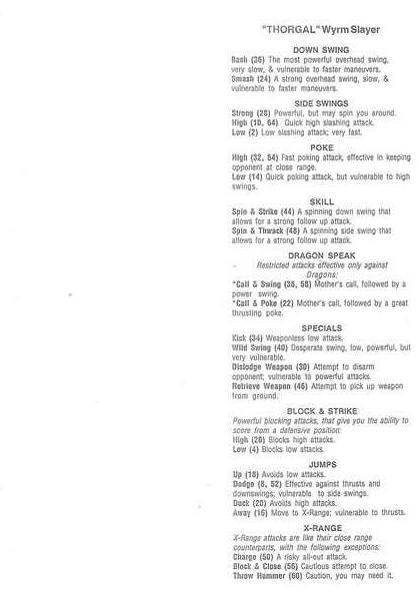 "THORGAL" Wyrm Slayer
DOWN SWING
Bash (36) The most powerful overhead swing,
very slow, & vulnerable to faster maneuvers.
Smash (24) A strong overhead swing, slow, &
vulnerable to faster maneuvers.
SIDE SWINGS
Strong (28) Powerful, but may spin you around.
High (10, 64) Quick high slashing attack.
Low (2) Low slashing attack; very fast.
POKE
High (32, 54) Fast poking attack, effective in keeping
opponent at close range.
Low (14) Quick poking attack, but vulnerable to high
swings.
SKILL
Spin & Strike (44) A spinning down swing that
allows for a strong follow up attack.
Spin & Thwack (48) A spinning side swing that
allows for a strong follow up attack.
DRAGON SPEAK
Restricted attacks effective only against
Dragons:
*Call & Swing (38, 58) Mother's call, followed by a
power swing.
*Call & Poke (22) Mother's call, followed by a great
thrusting poke.
SPECIALS
Kick (34) Weaponless low attack.
Wild Swing (40) Desperate swing, low, powerful, but
very vulnerable.
Dislodge Weapon (30) Attempt to disarm
opponent; vulnerable to powerful attacks.
Retrieve Weapon (46) Attempt to pick up weapon
from ground.
BLOCK & STRIKE
Powerful blocking attacks, that give you the ability to
score from a defensive position:
High (26) Blocks high attacks.
Low (4) Blocks low attacks.
JUMPS
Up (18) Avoids low attacks.
Dodge (8, 52) Effective against thrusts and
downswings; vulnerable to side swings.
Duck (20) Avoids high attacks.
Away (16) Move to X-Range; vulnerable to thrusts.
X-RANGE
X-Range attacks are like their close range
counterparts, with the following exceptions:
Charge (50) A risky all-out attack.
Block & Close (56) Cautious attempt to close.
Throw Hammer (60) Caution, you may need it.